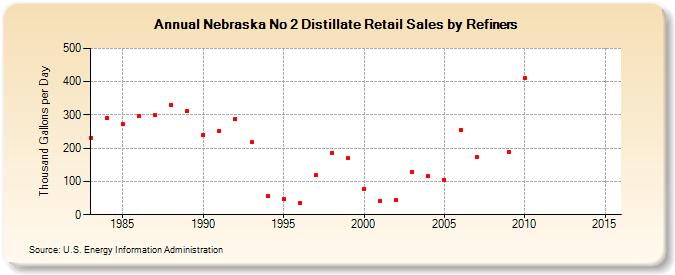 Annual Nebraska No 2 Distillate Retail Sales by Refiners
Thousand Gallons per Day
500
400
300
200
100
0
1985 1990 1995 2000 2005 2010 2015
Source: U.S. Energy Information Administration